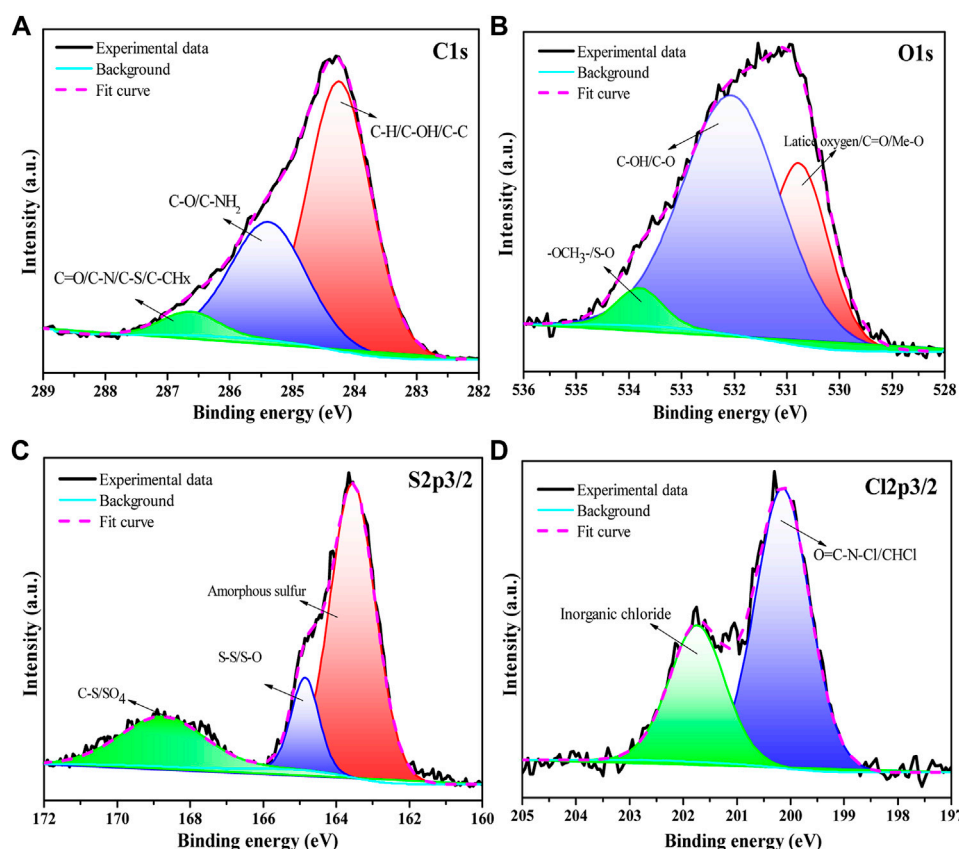 A
C1s
Experimental data
Background
Fit curve
C-H/C-OH/C-C
C-O/C-NH2
C=O/C-N/C-S/C-CHx
Intensity (a.u.)
289 288 287 286 285 284 283 282
Binding energy (eV)
B
O1s
Experimental data
Background
Fit curve
Latice oxygen/C=O/Me-O
C-OH/C-O
-OCH3-/S-O
Intensity (a.u.)
536 535 534 533 532 531 530 529 528
Binding energy (eV)
C
S2p3/2
Experimental data
Background
Fit curve
Amorphous sulfur
S-S/S-O
C-S/SO4
Intensity (a.u.)
172 170 168 166 164 162 160
Binding energy (eV)
D
Cl2p3/2
Experimental data
Background
Fit curve
O=C-N-Cl/CHCl
Inorganic chloride
Intensity (a.u.)
205 204 203 202 201 200 199 198 197
Binding energy (eV)